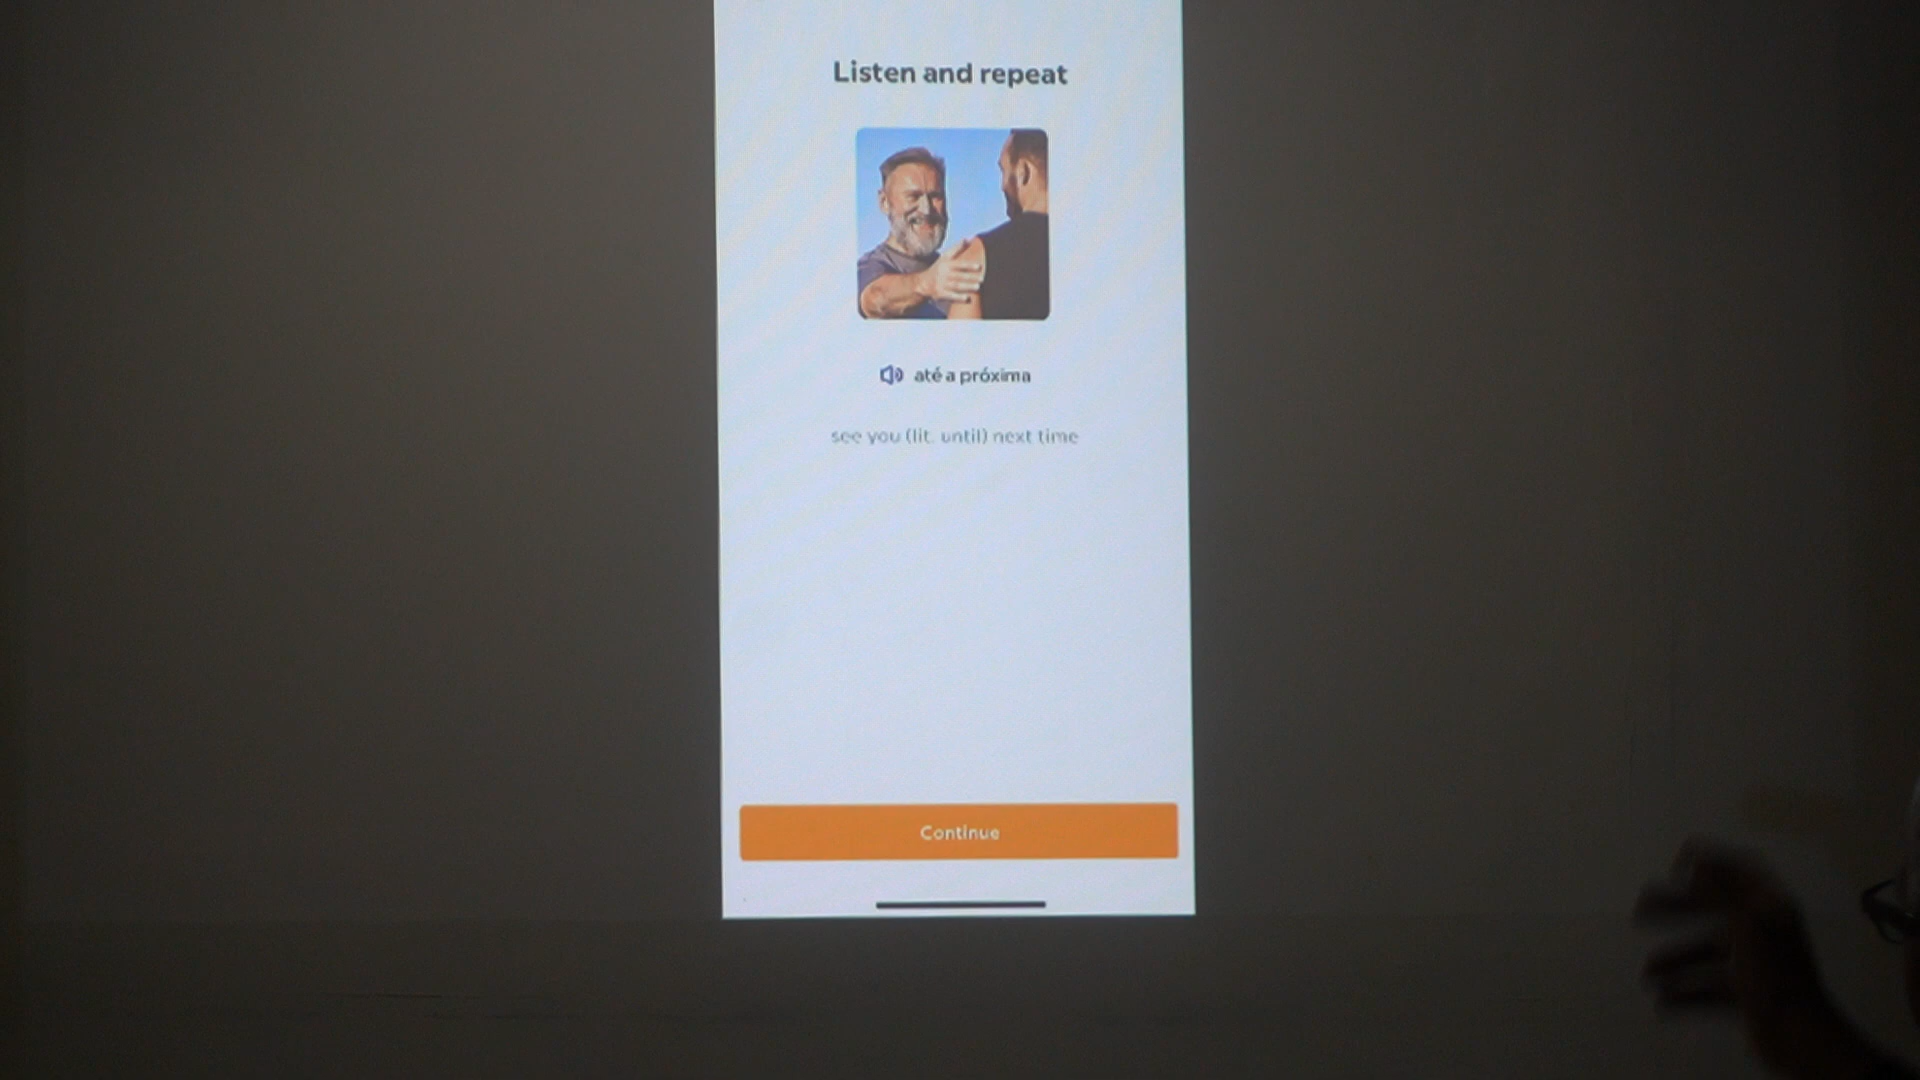 Listen and repeat
até a próxima
see you (lit. until) next time
Continue